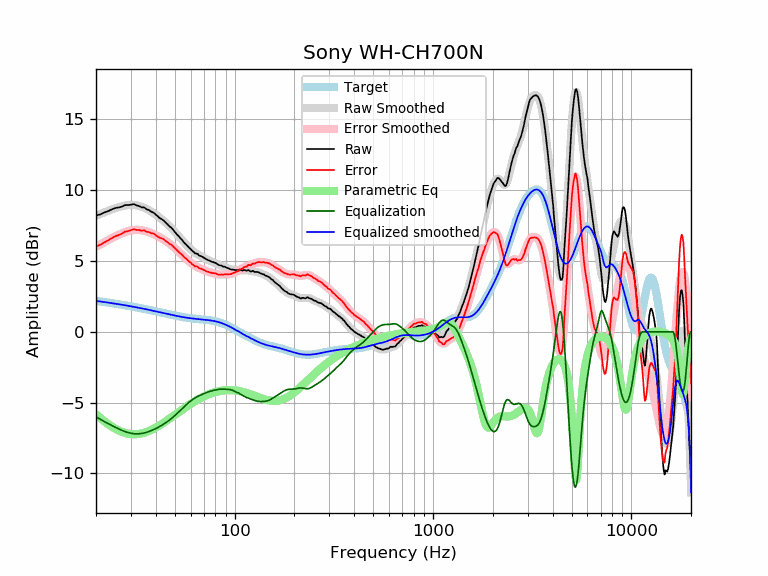 Sony WH-CH700N
Target
Raw Smoothed
Error Smoothed
Raw
Error
Parametric Eq
Equalization
Equalized smoothed
Amplitude (dBr)
15
10
5
0
−5
−10
100
1000
10000
Frequency (Hz)